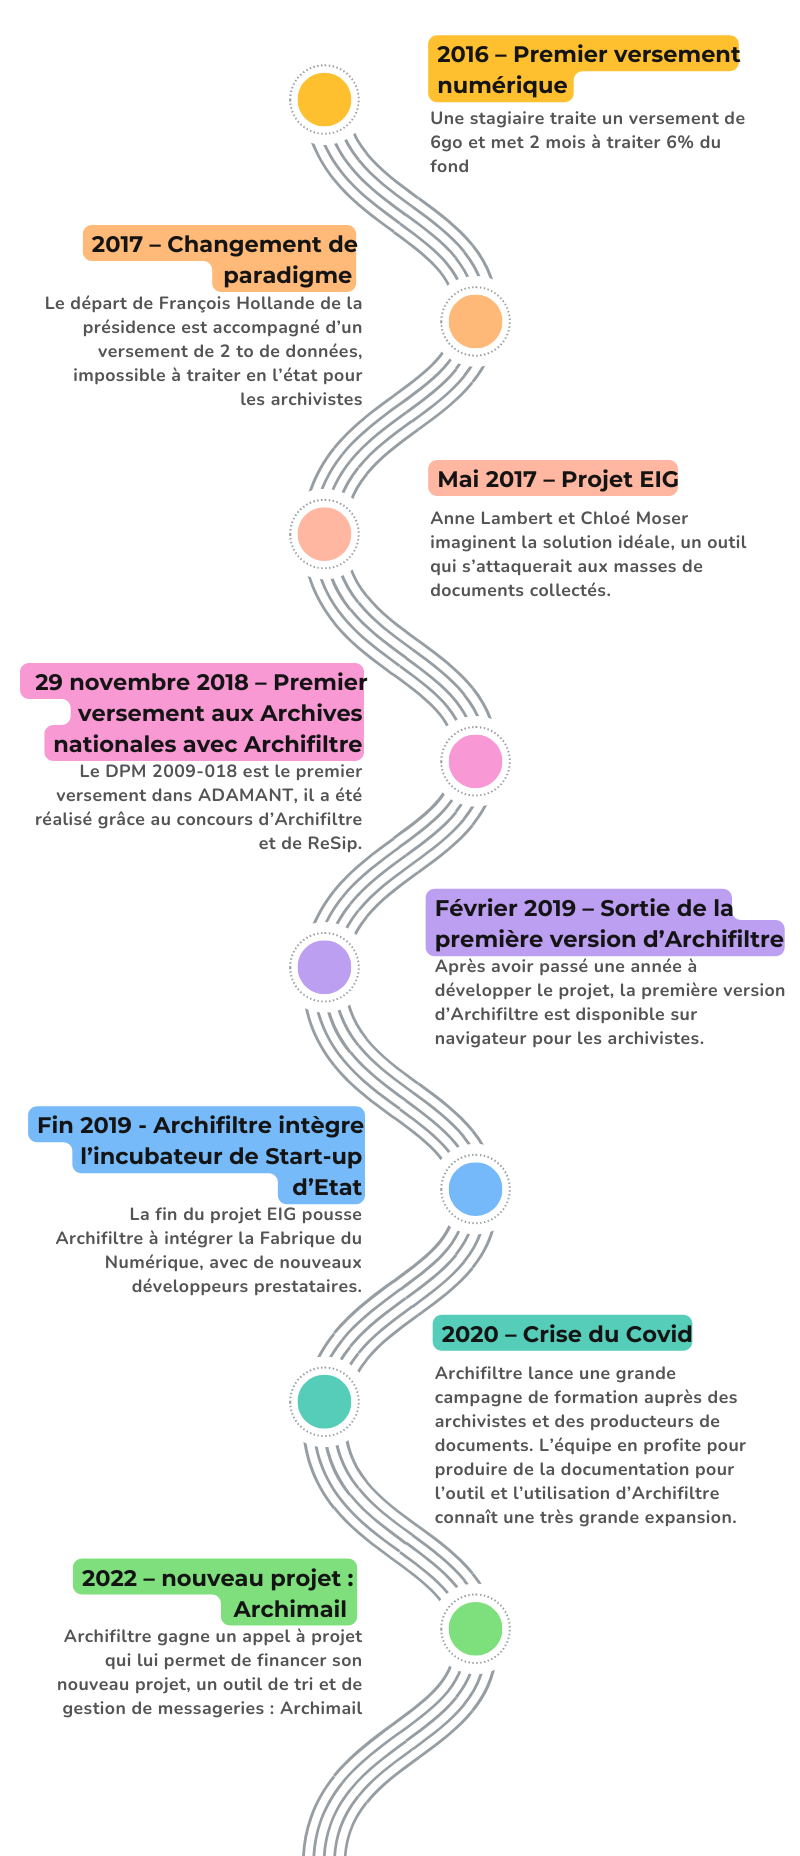 2016 – Premier versement
numérique
Une stagiaire traite un versement de
6go et met 2 mois à traiter 6% du
fond
2017 – Changement de
paradigme
Le départ de François Hollande de la
présidence est accompagné d’un
versement de 2 to de données,
impossible à traiter en l’état pour
les archivistes
Mai 2017 – Projet EIG
Anne Lambert et Chloé Moser
imaginent la solution idéale, un outil
qui s’attaquerait aux masses de
documents collectés.
29 novembre 2018 – Premier
versement aux Archives
nationales avec Archifiltre
Le DPM 2009-018 est le premier
versement dans ADAMANT, il a été
réalisé grâce au concours d’Archifiltre
et de ReSip.
Février 2019 – Sortie de la
première version d’Archifiltre
Après avoir passé une année à
développer le projet, la première version
d’Archifiltre est disponible sur
navigateur pour les archivistes.
Fin 2019 - Archifiltre intègre
l’incubateur de Start-up
d’Etat
La fin du projet EIG pousse
Archifiltre à intégrer la Fabrique du
Numérique, avec de nouveaux
développeurs prestataires.
2020 – Crise du Covid
Archifiltre lance une grande
campagne de formation auprès des
archivistes et des producteurs de
documents. L’équipe en profite pour
produire de la documentation pour
l’outil et l’utilisation d’Archifiltre
connaît une très grande expansion.
2022 – nouveau projet :
Archimail
Archifiltre gagne un appel à projet
qui lui permet de financer son
nouveau projet, un outil de tri et de
gestion de messageries : Archimail